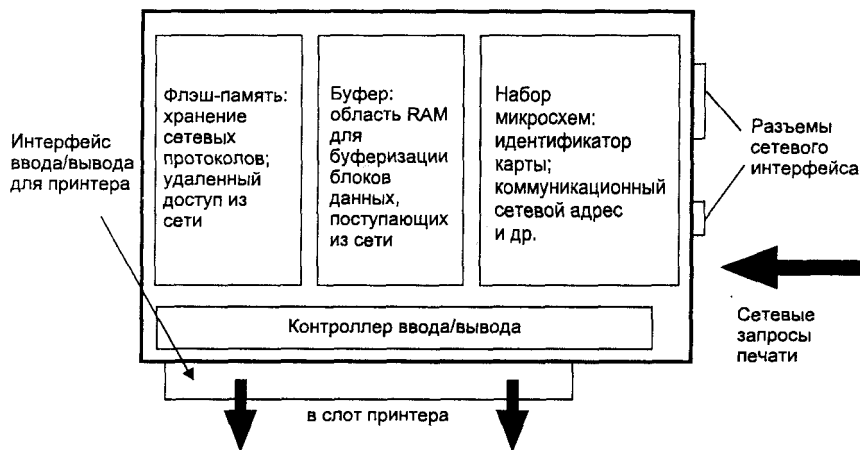 Интерфейс
ввода/вывода
для принтера
Флэш-память:
хранение
сетевых
протоколов;
удаленный
доступ из
сети
Буфер:
область RAM
для
буферизации
блоков
данных,
поступающих
из сети
Набор
микросхем:
идентификатор
карты;
коммуникационный
сетевой адрес
и др.
Разъемы
сетевого
интерфейса
Контроллер ввода/вывода
Сетевые
запросы
печати
в слот принтера